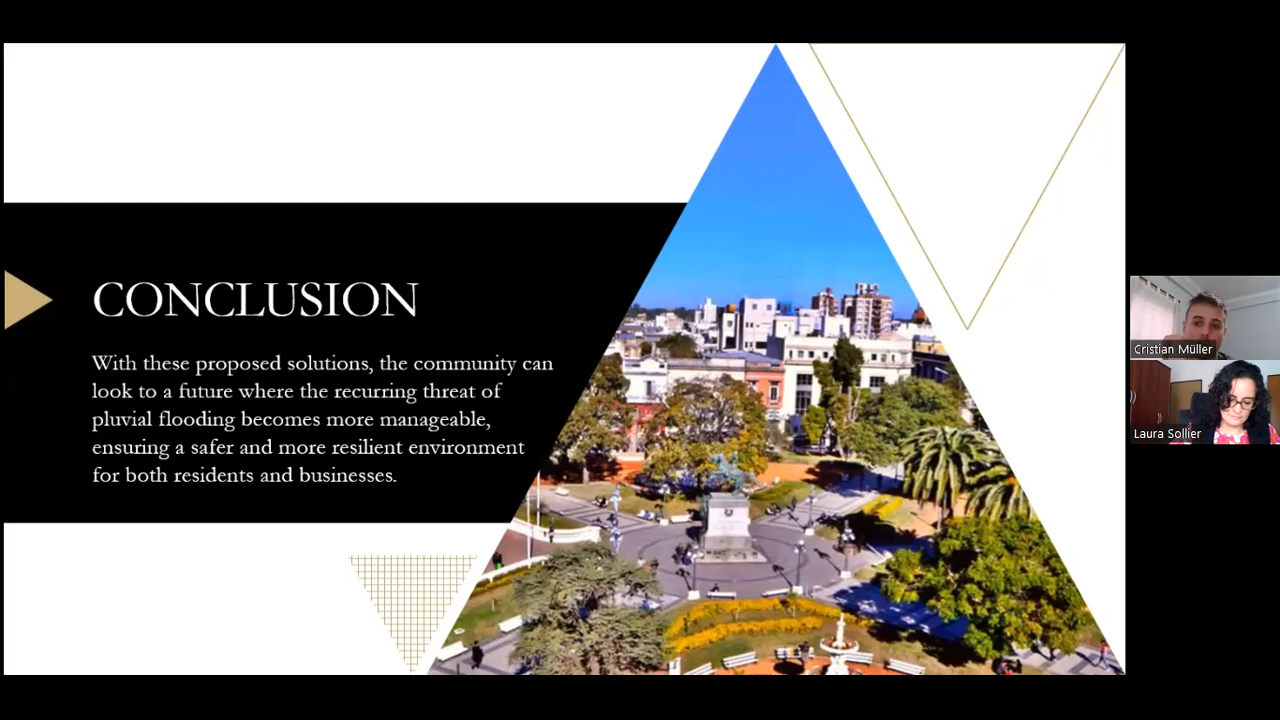 CONCLUSION
With these proposed solutions, the community can
look to a future where the recurring threat of
pluvial flooding becomes more manageable,
ensuring a safer and more resilient environment
for both residents and businesses.
Cristian Müller
Laura Sollier